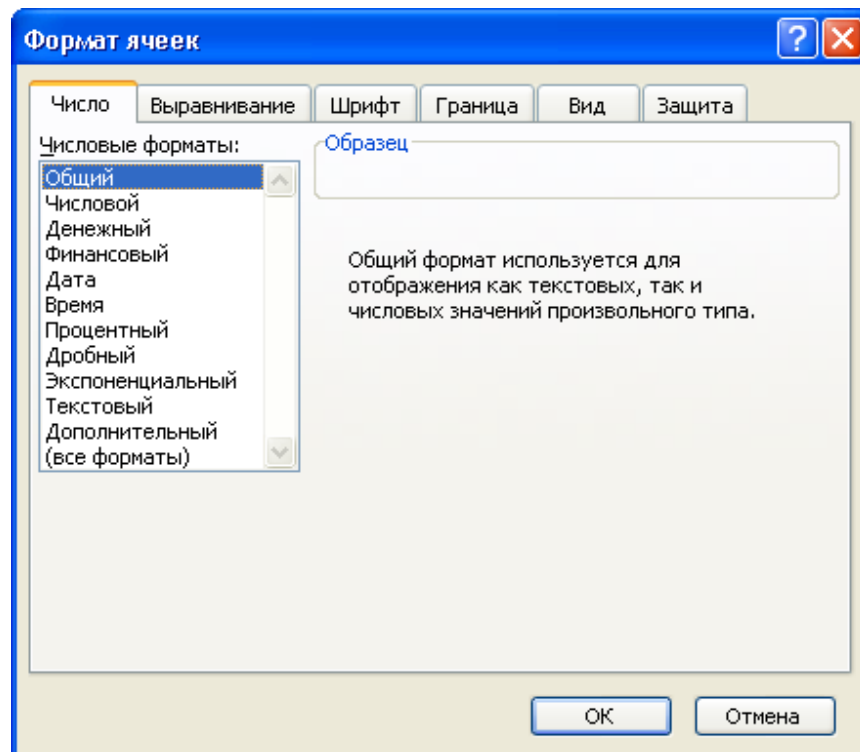 Формат ячеек
?
Число Выравнивание Шрифт Граница Вид Защита
Числовые форматы:
Образец
Общий
Числовой
Денежный
Финансовый
Дата
Время
Процентный
Дробный
Экспоненциальный
Текстовый
Дополнительный
(все форматы)
Общий формат используется для
отображения как текстовых, так и
числовых значений произвольного типа.
ОК Отмена